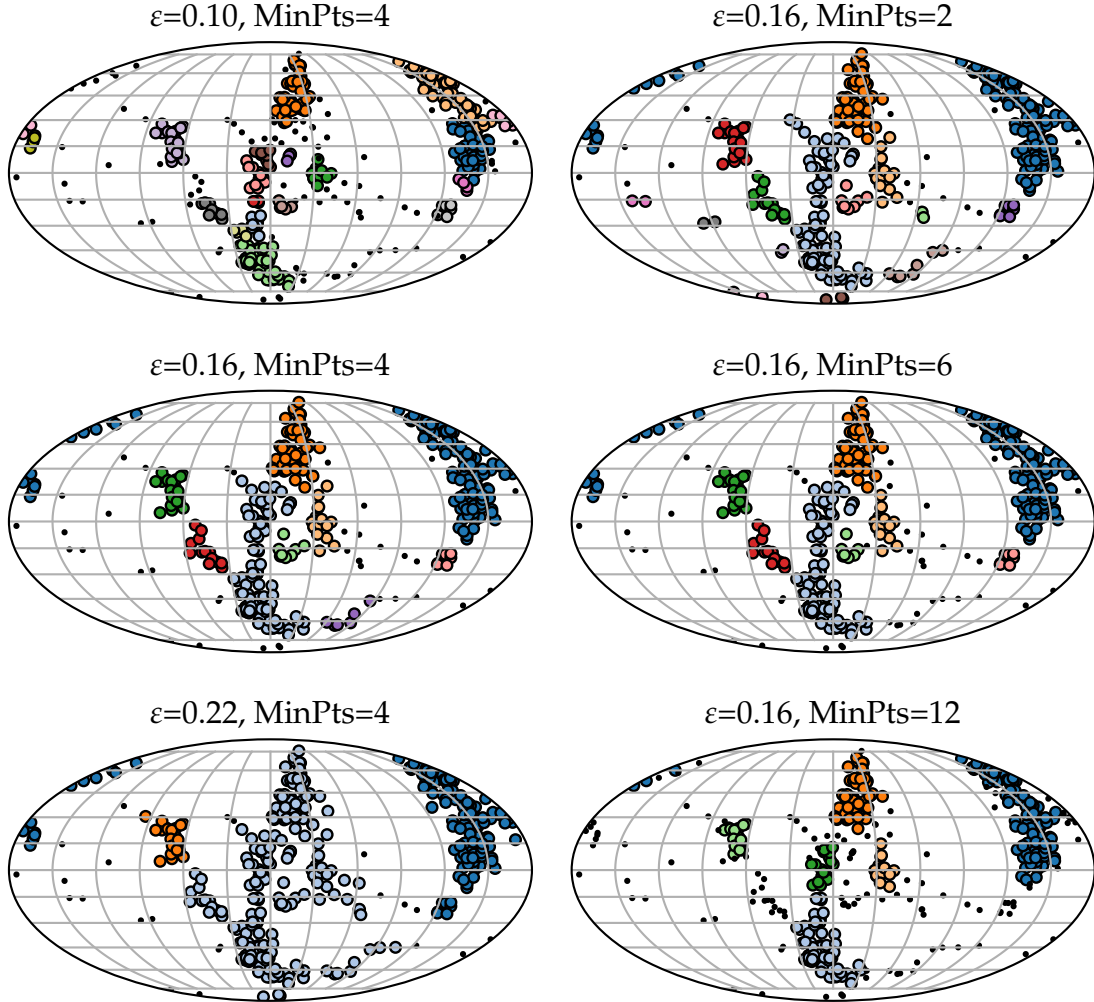 ε=0.10, MinPts=4
ε=0.16, MinPts=2
ε=0.16, MinPts=4
ε=0.16, MinPts=6
ε=0.22, MinPts=4
ε=0.16, MinPts=12